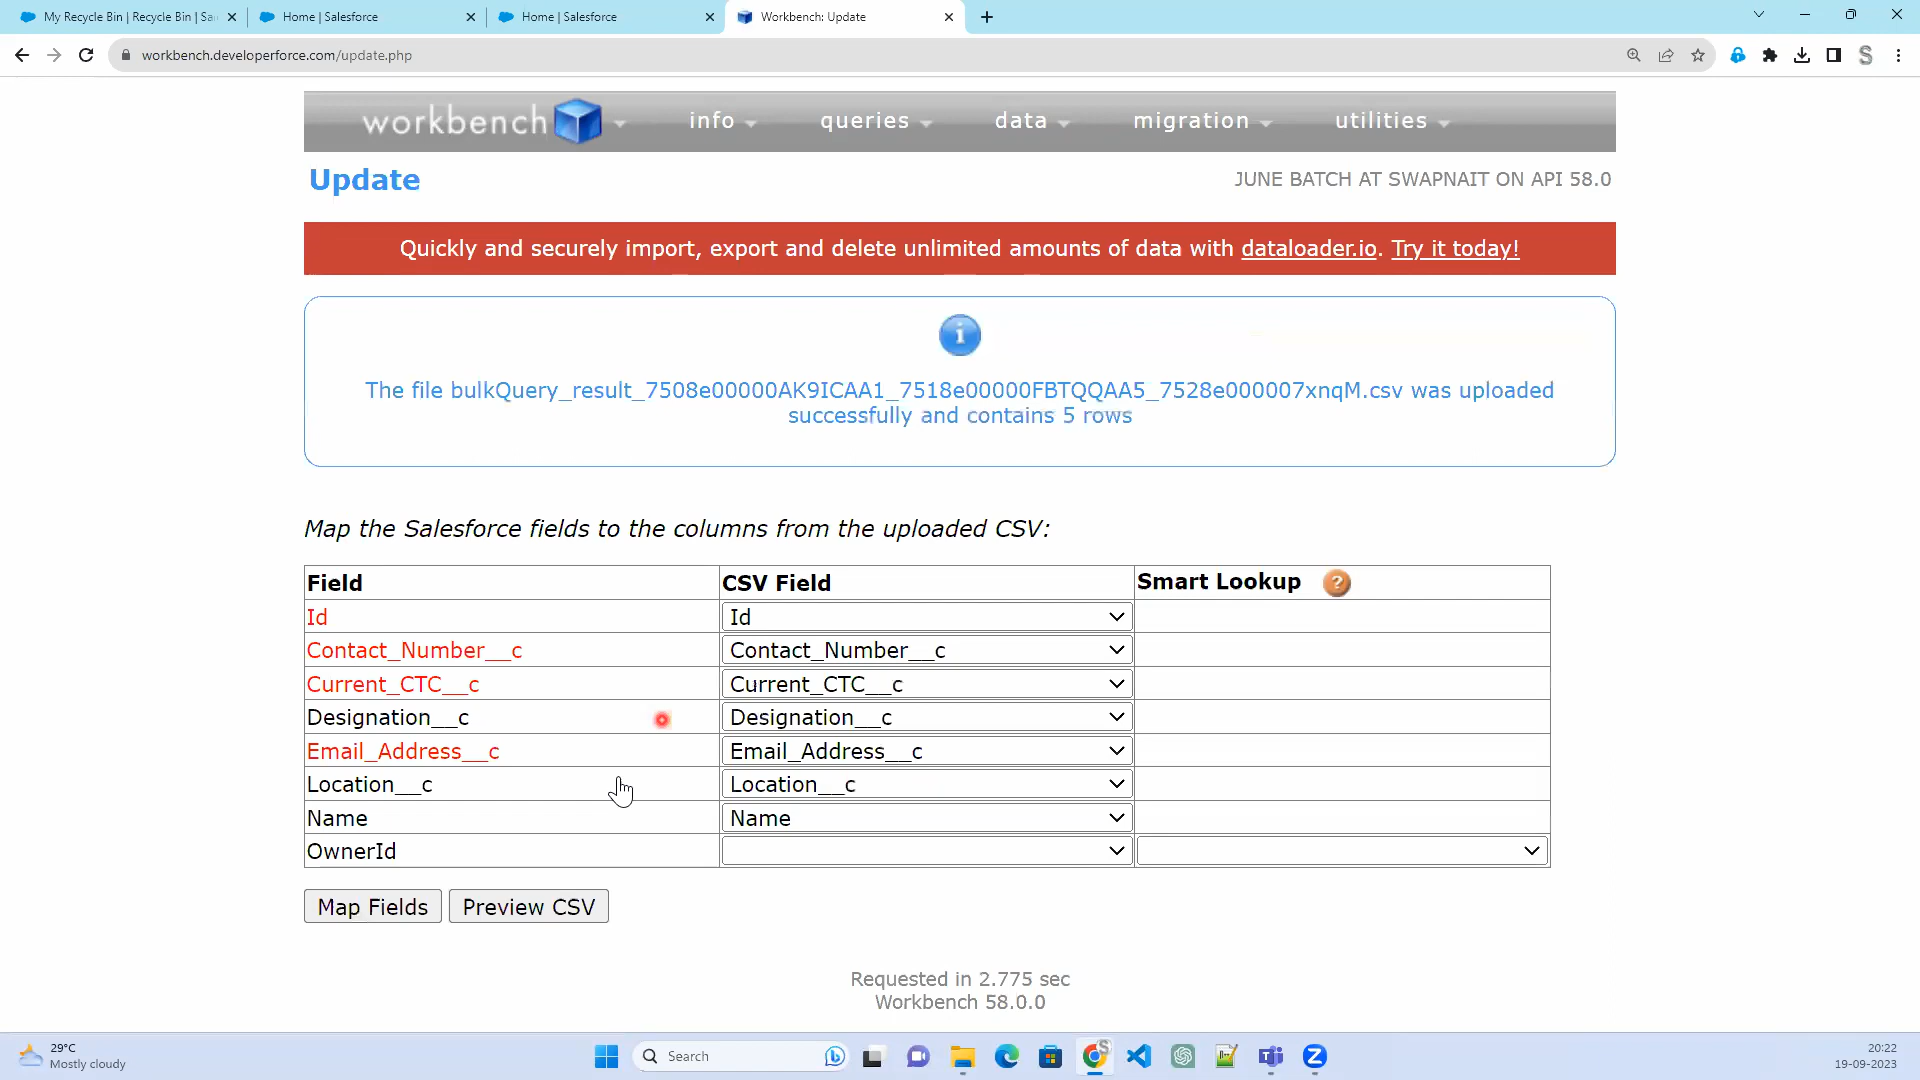 My Recycle Bin | Recycle Bin | Sa
Home | Salesforce
Home | Salesforce
Workbench: Update
workbench.developerforce.com/update.php
workbench
info
queries
data
migration
utilities
Update
JUNE BATCH AT SWAPNAIT ON API 58.0
Quickly and securely import, export and delete unlimited amounts of data with dataloader.io. Try it today!
The file bulkQuery_result_7508e00000AK9ICAA1_7518e00000FBTQQAA5_7528e000007xnqM.csv was uploaded
successfully and contains 5 rows
Map the Salesforce fields to the columns from the uploaded CSV:
Field CSV Field Smart Lookup ?
Id Id
Contact_Number__c Contact_Number__c
Current_CTC__c Current_CTC__c
Designation__c Designation__c
Email_Address__c Email_Address__c
Location__c Location__c
Name Name
OwnerId
Map Fields Preview CSV
Requested in 2.775 sec
Workbench 58.0.0
29°C
Mostly cloudy
Search
20:22
19-09-2023